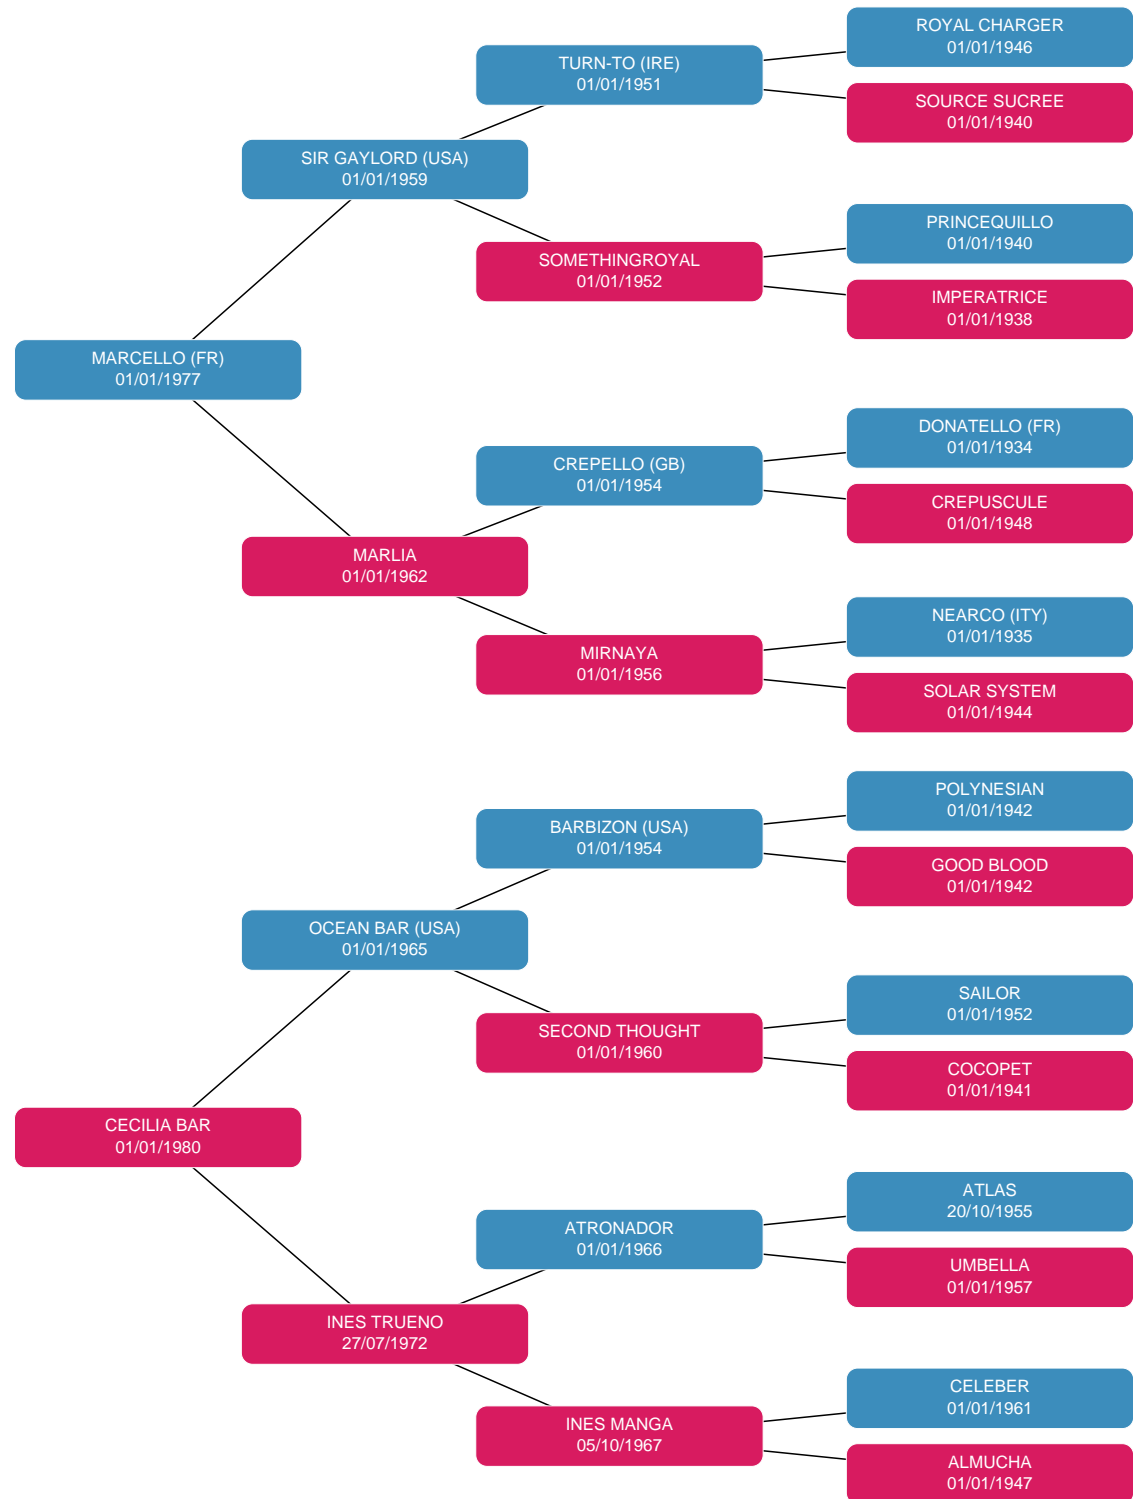 ROYAL CHARGER
01/01/1946
TURN-TO (IRE)
01/01/1951
SOURCE SUCREE
01/01/1940
SIR GAYLORD (USA)
01/01/1959
PRINCEQUILLO
01/01/1940
SOMETHINGROYAL
01/01/1952
IMPERATRICE
01/01/1938
MARCELLO (FR)
01/01/1977
DONATELLO (FR)
01/01/1934
CREPELLO (GB)
01/01/1954
CREPUSCULE
01/01/1948
MARLIA
01/01/1962
NEARCO (ITY)
01/01/1935
MIRNAYA
01/01/1956
SOLAR SYSTEM
01/01/1944
POLYNESIAN
01/01/1942
BARBIZON (USA)
01/01/1954
GOOD BLOOD
01/01/1942
OCEAN BAR (USA)
01/01/1965
SAILOR
01/01/1952
SECOND THOUGHT
01/01/1960
COCOPET
01/01/1941
CECILIA BAR
01/01/1980
ATLAS
20/10/1955
ATRONADOR
01/01/1966
UMBELLA
01/01/1957
INES TRUENO
27/07/1972
CELEBER
01/01/1961
INES MANGA
05/10/1967
ALMUCHA
01/01/1947